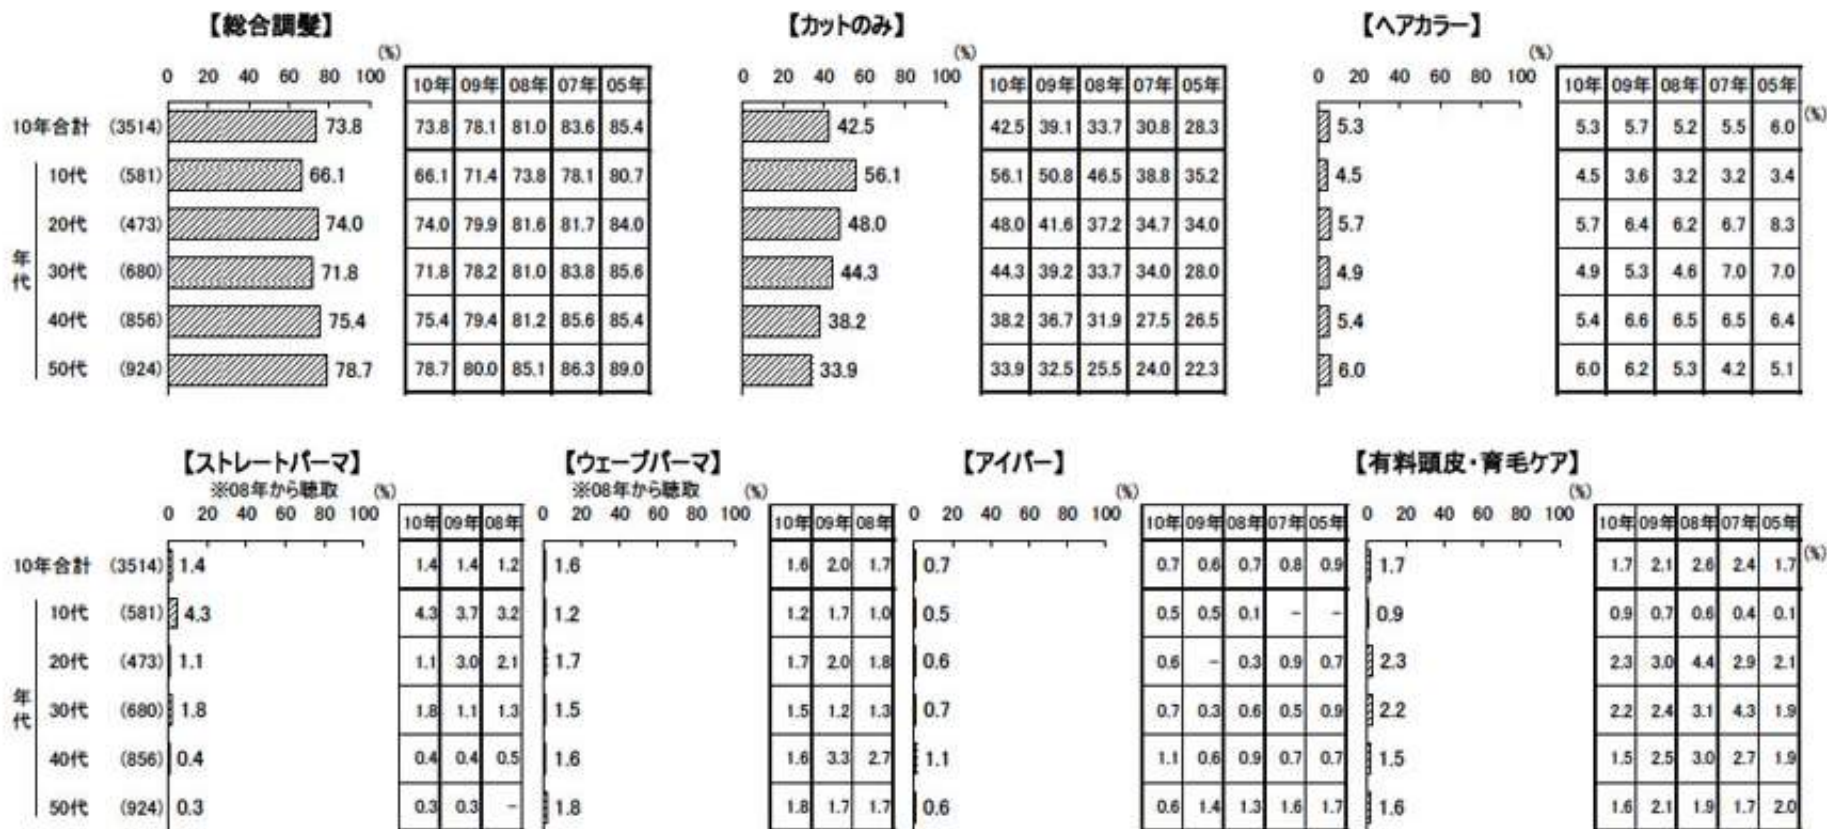 【総合調髪】 【カットのみ】 【ヘアカラー】
(%) (%) (%)
0 20 40 60 80 100 10年 09年 08年 07年 05年 0 20 40 60 80 100 10年 09年 08年 07年 05年 0 20 40 60 80 100 10年 09年 08年 07年 05年
10年合計 (3514) 73.8 73.8 78.1 81.0 83.6 85.4 42.5 42.5 39.1 33.7 30.8 28.3 5.3 5.3 5.7 5.2 5.5 6.0 (%)
10代 (581) 66.1 66.1 71.4 73.8 78.1 80.7 56.1 56.1 50.8 46.5 38.8 35.2 4.5 4.5 3.6 3.2 3.2 3.4
20代 (473) 74.0 74.0 79.9 81.6 81.7 84.0 48.0 48.0 41.6 37.2 34.7 34.0 5.7 5.7 6.4 6.2 6.7 8.3
年代 30代 (680) 71.8 71.8 78.2 81.0 83.8 85.6 44.3 44.3 39.2 33.7 34.0 28.0 4.9 4.9 5.3 4.6 7.0 7.0
40代 (856) 75.4 75.4 79.4 81.2 85.6 85.4 38.2 38.2 36.7 31.9 27.5 26.5 5.4 5.4 6.6 6.5 6.5 6.4
50代 (924) 78.7 78.7 80.0 85.1 86.3 89.0 33.9 33.9 32.5 25.5 24.0 22.3 6.0 6.0 6.2 5.3 4.2 5.1
【ストレートパーマ】 【ウェーブパーマ】 【アイパー】 【有料頭皮・育毛ケア】
※08年から聴取 (%) ※08年から聴取 (%) (%) (%)
0 20 40 60 80 100 10年 09年 08年 0 20 40 60 80 100 10年 09年 08年 0 20 40 60 80 100 10年 09年 08年 07年 05年 0 20 40 60 80 100 10年 09年 08年 07年 05年
10年合計 (3514) 1.4 1.4 1.4 1.2 1.6 1.6 2.0 1.7 0.7 0.7 0.6 0.7 0.8 0.9 1.7 1.7 2.1 2.6 2.4 1.7 (%)
10代 (581) 4.3 4.3 3.7 3.2 1.2 1.2 1.7 1.0 0.5 0.5 0.5 0.1 - - 0.9 0.9 0.7 0.6 0.4 0.1
20代 (473) 1.1 1.1 3.0 2.1 1.7 1.7 2.0 1.8 0.6 0.6 - 0.3 0.9 0.7 2.3 2.3 3.0 4.4 2.9 2.1
年代 30代 (680) 1.8 1.8 1.1 1.3 1.5 1.5 1.2 1.3 0.7 0.7 0.3 0.6 0.5 0.9 2.2 2.2 2.4 3.1 4.3 1.9
40代 (856) 0.4 0.4 0.4 0.5 1.6 1.6 3.3 2.7 1.1 1.1 0.6 0.9 0.7 0.7 1.5 1.5 2.5 3.0 2.7 1.9
50代 (924) 0.3 0.3 0.3 - 1.8 1.8 1.7 1.7 0.6 0.6 1.4 1.3 1.6 1.7 1.6 1.6 2.1 1.9 1.7 2.0